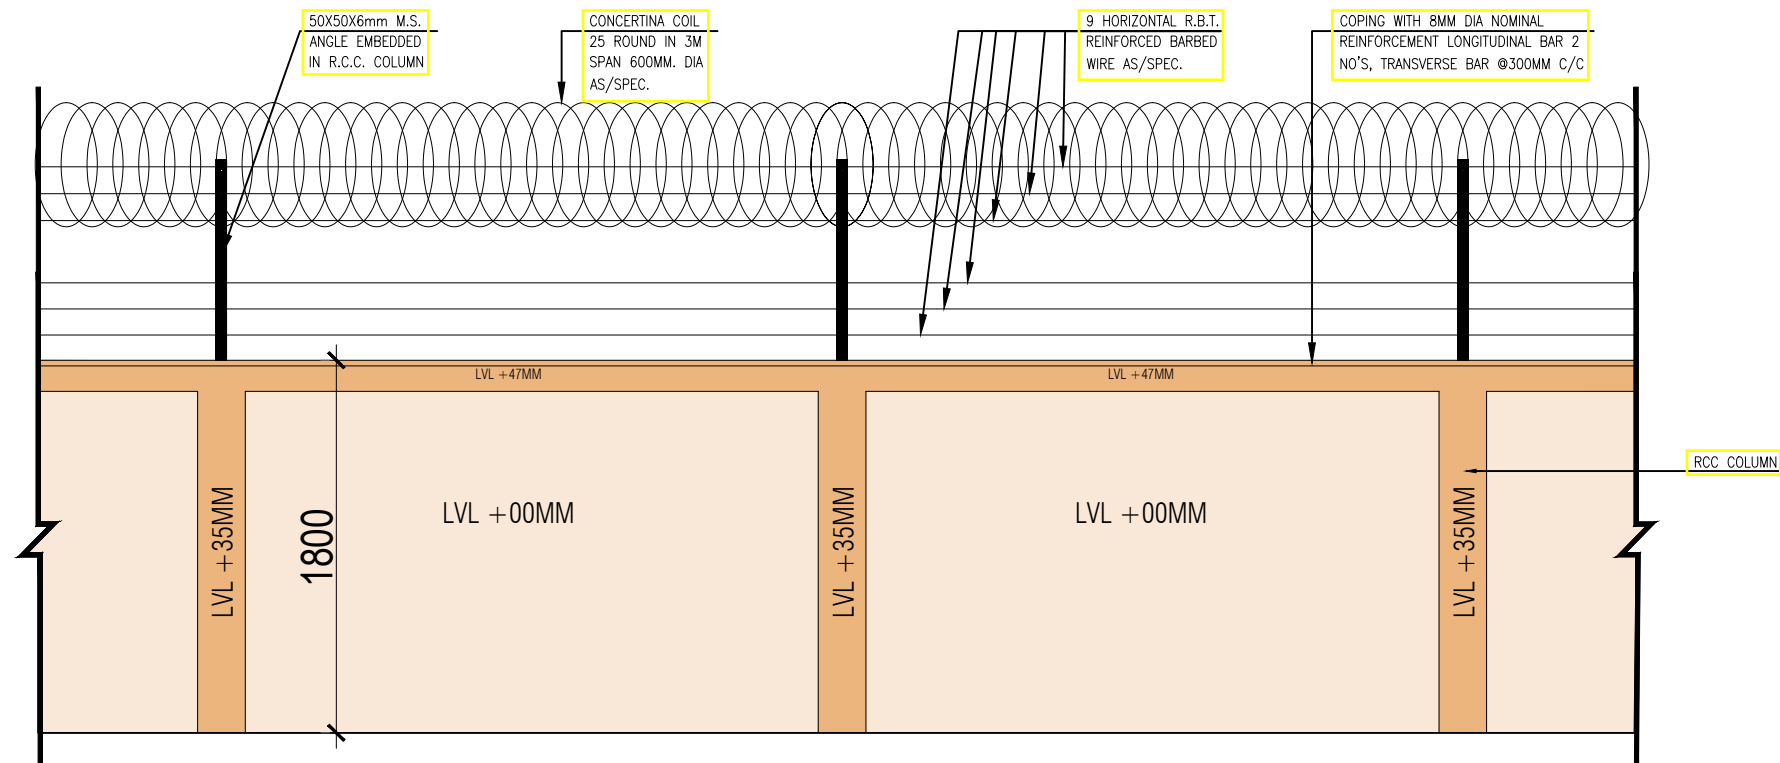 50X50X6mm M.S.
ANGLE EMBEDDED
IN R.C.C. COLUMN
CONCERTINA COIL
25 ROUND IN 3M
SPAN 600MM. DIA
AS/SPEC.
9 HORIZONTAL R.B.T.
REINFORCED BARBED
WIRE AS/SPEC.
COPING WITH 8MM DIA NOMINAL
REINFORCEMENT LONGITUDINAL BAR 2
NO'S, TRANSVERSE BAR @300MM C/C
LVL +47MM
LVL +47MM
RCC COLUMN
LVL +35MM
1800
LVL +00MM
LVL +35MM
LVL +00MM
LVL +35MM